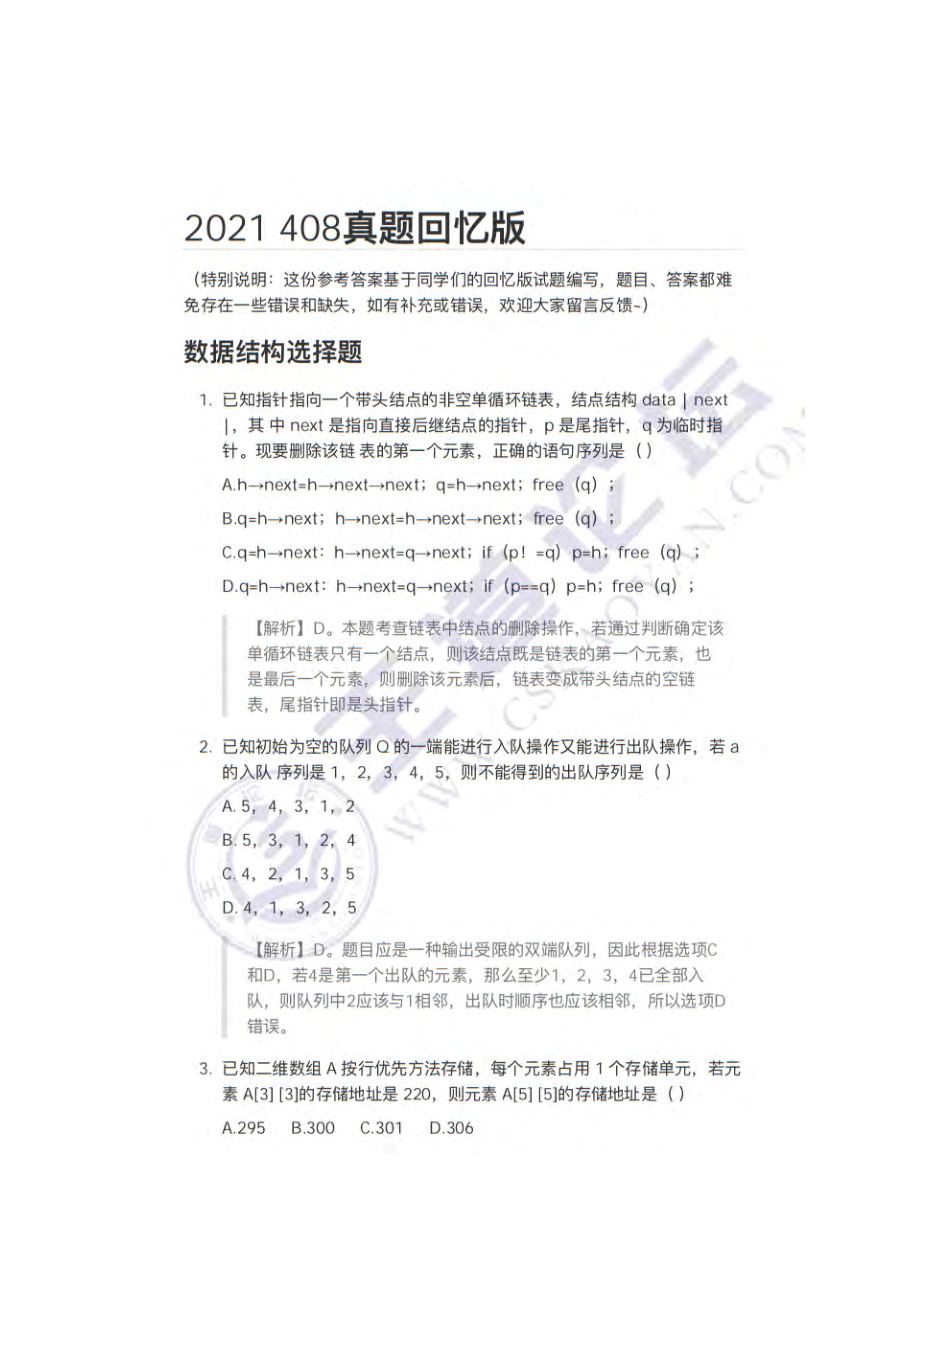 2021 408真题回忆版
（特别说明：这份参考答案基于同学们的回忆版试题编写，题目、答案都难
免存在一些错误和缺失，如有补充或错误，欢迎大家留言反馈~）
数据结构选择题
1. 已知指针指向一个带头结点的非空单循环链表，结点结构 data | next
|，其 中 next 是指向直接后继结点的指针，p 是尾指针，q 为临时指
针。现要删除该链 表的第一个元素，正确的语句序列是（ ）
A.h→next=h→next→next；q=h→next；free（q）；
B.q=h→next；h→next=h→next→next；free（q）；
C.q=h→next：h→next=q→next；if（p！=q）p=h；free（q）；
D.q=h→next：h→next=q→next；if（p==q）p=h；free（q）；
【解析】D。本题考查链表中结点的删除操作，若通过判断确定该
单循环链表只有一个结点，则该结点既是链表的第一个元素，也
是最后一个元素，则删除该元素后，链表变成带头结点的空链
表，尾指针即是头指针。
2. 已知初始为空的队列 Q 的一端能进行入队操作又能进行出队操作，若 a
的入队 序列是 1，2，3，4，5，则不能得到的出队序列是（ ）
A. 5，4，3，1，2
B. 5，3，1，2，4
C. 4，2，1，3，5
D. 4，1，3，2，5
【解析】D。题目应是一种输出受限的双端队列，因此根据选项C
和D，若4是第一个出队的元素，那么至少1，2，3，4已全部入
队，则队列中2应该与1相邻，出队时顺序也应该相邻，所以选项D
错误。
3. 已知二维数组 A 按行优先方法存储，每个元素占用 1 个存储单元，若元
素 A[3] [3]的存储地址是 220，则元素 A[5] [5]的存储地址是（ ）
A.295 B.300 C.301 D.306
王道论坛
WWW.CSKAOYAN.COM